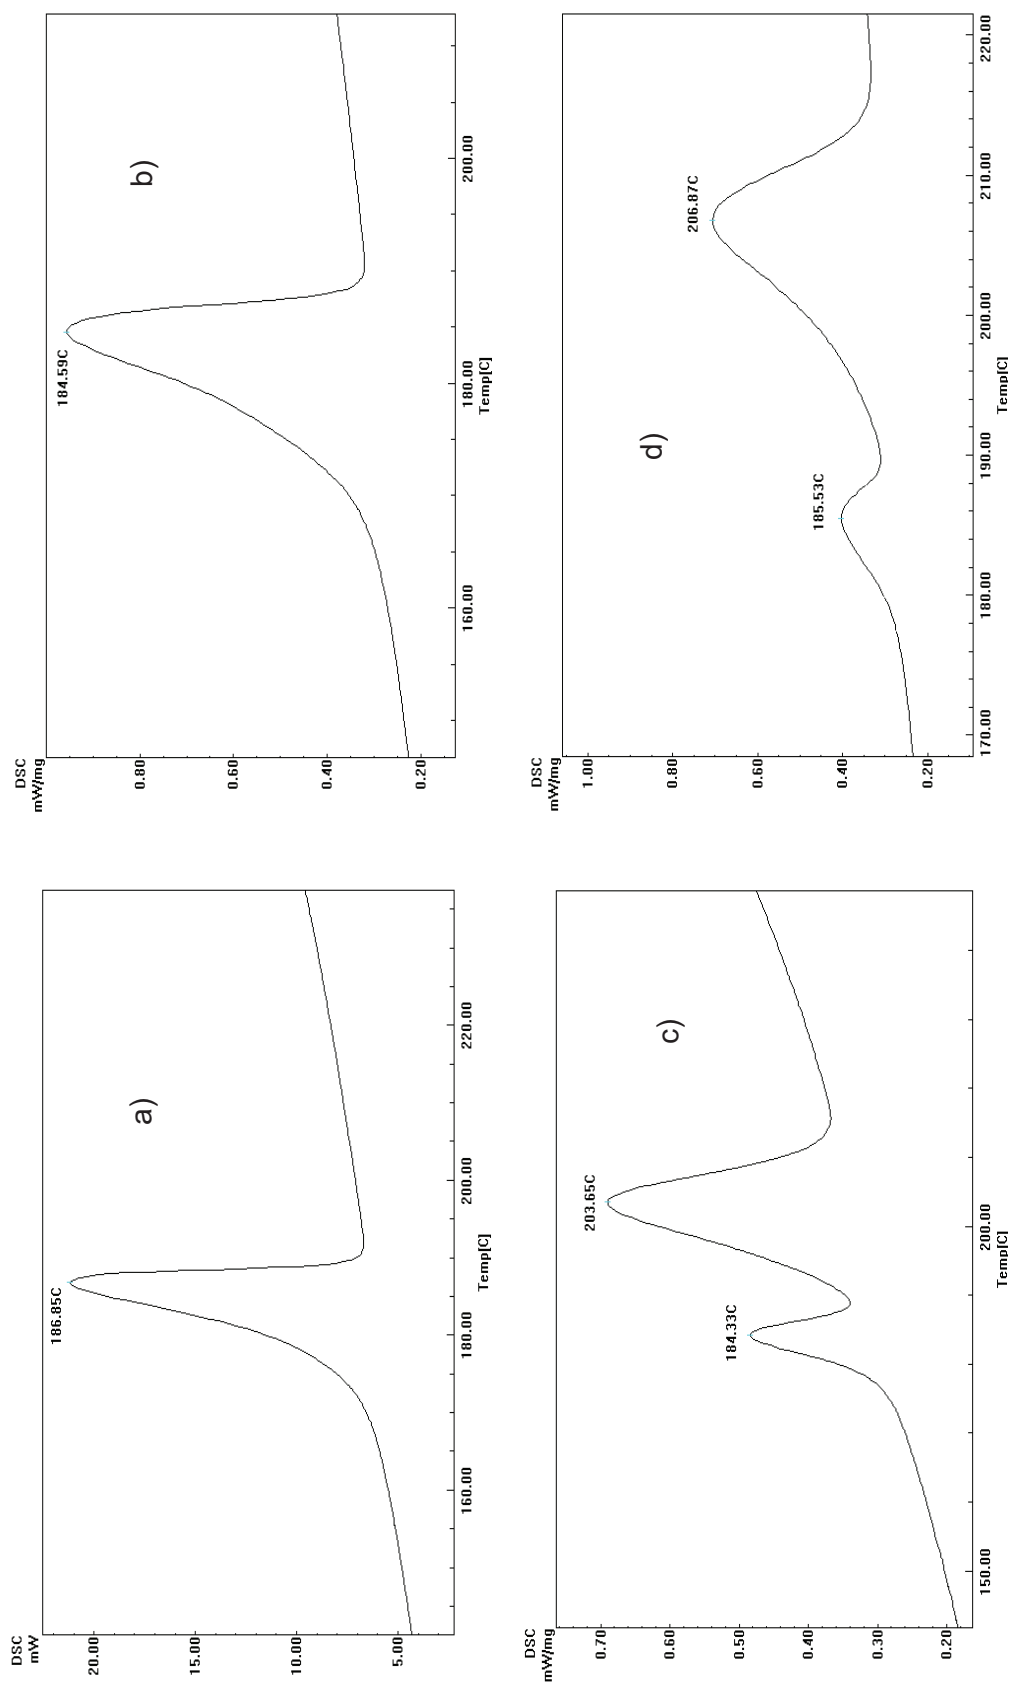 DSC
mW
20.00
15.00
10.00
5.00
186.85C
a)
160.00
180.00
200.00
220.00
Temp[C]
DSC
mW/mg
0.80
0.60
0.40
0.20
184.59C
b)
160.00
180.00
200.00
Temp[C]
DSC
mW/mg
0.70
0.60
0.50
0.40
0.30
0.20
184.33C
203.65C
c)
150.00
200.00
Temp[C]
DSC
mW/mg
1.00
0.80
0.60
0.40
0.20
185.53C
206.87C
d)
170.00
180.00
190.00
200.00
210.00
220.00
Temp[C]